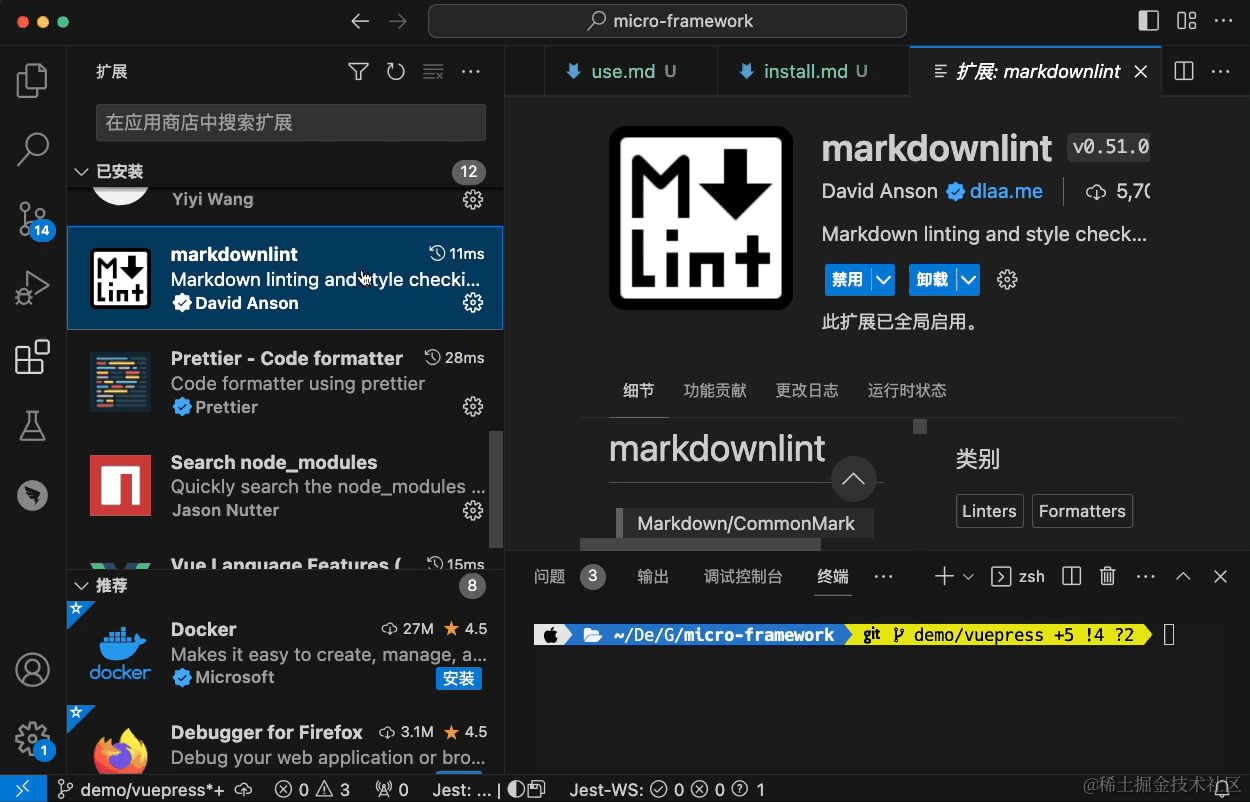 micro-framework
扩展
在应用商店中搜索扩展
已安装
12
Yiyi Wang
14
markdownlint
11ms
Markdown linting and style checki...
David Anson
Prettier - Code formatter
28ms
Code formatter using prettier
Prettier
Search node_modules
Quickly search the node_modules ...
Jason Nutter
Vue Language Features (...
15ms
推荐
8
Docker
27M
4.5
Makes it easy to create, manage, a...
Microsoft
安装
docker
Debugger for Firefox
3.1M
4.5
Debug your web application or bro...
1
use.md U
install.md U
扩展: markdownlint
M
Lint
markdownlint
v0.51.0
David Anson
dlaa.me
5,70
Markdown linting and style check...
禁用
卸载
此扩展已全局启用。
细节 功能贡献 更改日志 运行时状态
markdownlint
Markdown/CommonMark
类别
Linters
Formatters
问题 3 输出 调试控制台 终端 ...
zsh
~/De/G/micro-framework git demo/vuepress +5 !4 ?2
demo/vuepress*+ 0 3 0 Jest: ... | Jest-WS: 0 0 1
@稀土掘金技术社区